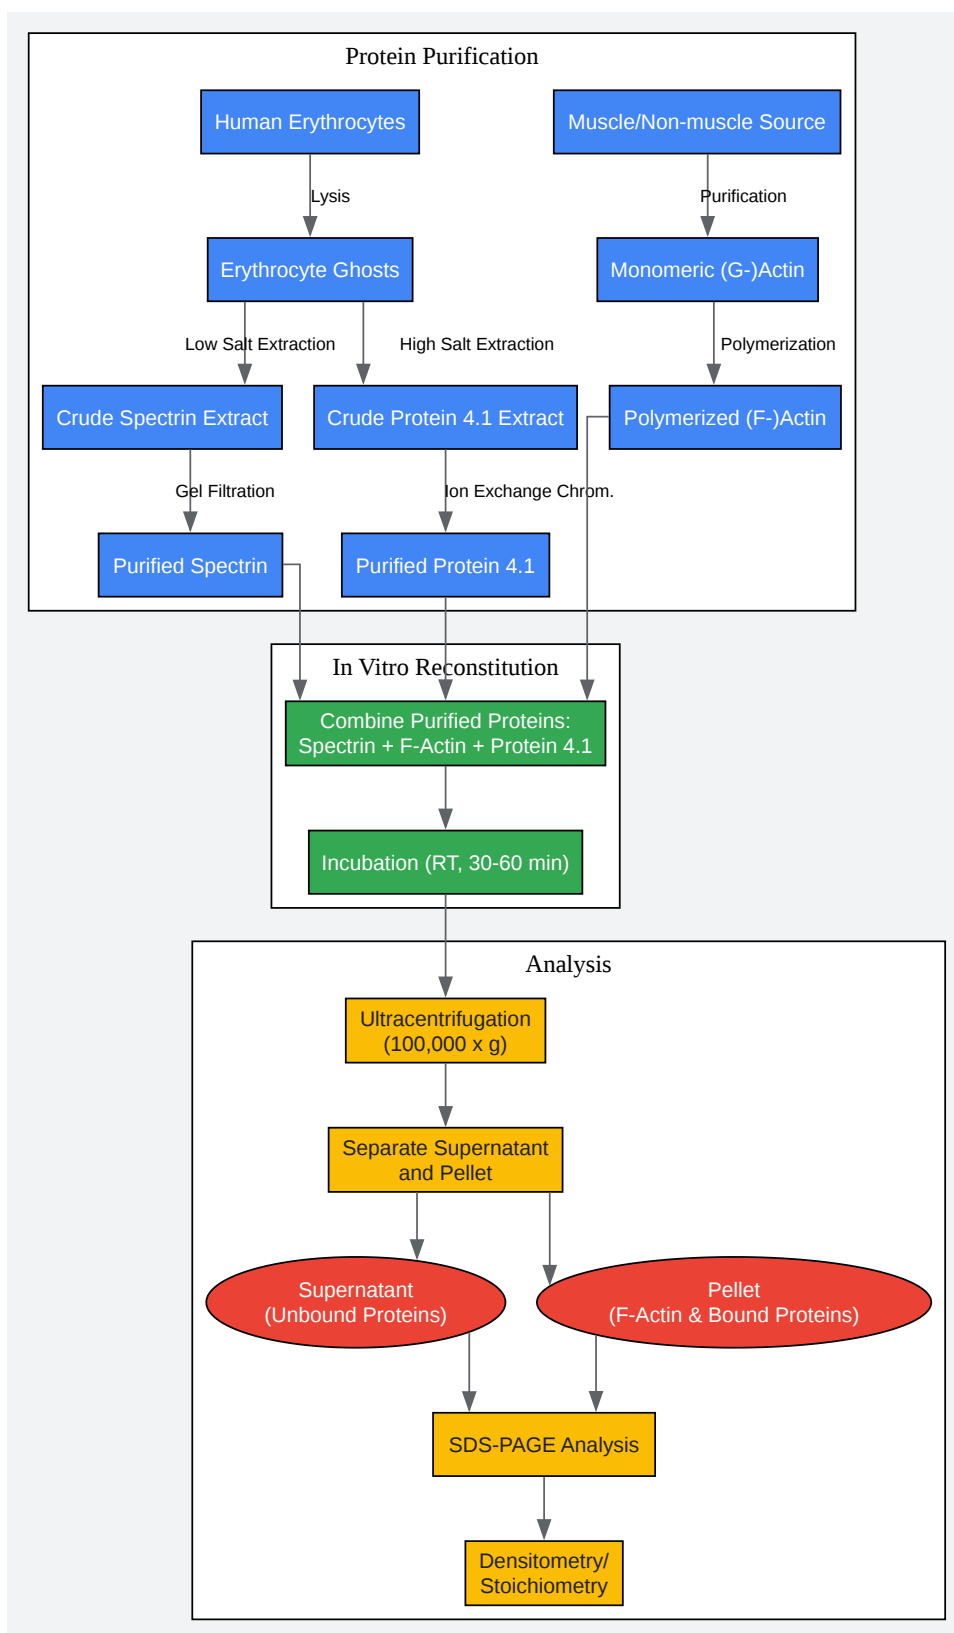 Protein Purification
Human Erythrocytes
Muscle/Non-muscle Source
Lysis
Purification
Erythrocyte Ghosts
Monomeric (G-)Actin
Low Salt Extraction
High Salt Extraction
Polymerization
Crude Spectrin Extract
Crude Protein 4.1 Extract
Polymerized (F-)Actin
Gel Filtration
Ion Exchange Chrom.
Purified Spectrin
Purified Protein 4.1
In Vitro Reconstitution
Combine Purified Proteins:
Spectrin + F-Actin + Protein 4.1
Incubation (RT, 30-60 min)
Analysis
Ultracentrifugation
(100,000 x g)
Separate Supernatant
and Pellet
Supernatant
(Unbound Proteins)
Pellet
(F-Actin & Bound Proteins)
SDS-PAGE Analysis
Densitometry/
Stoichiometry